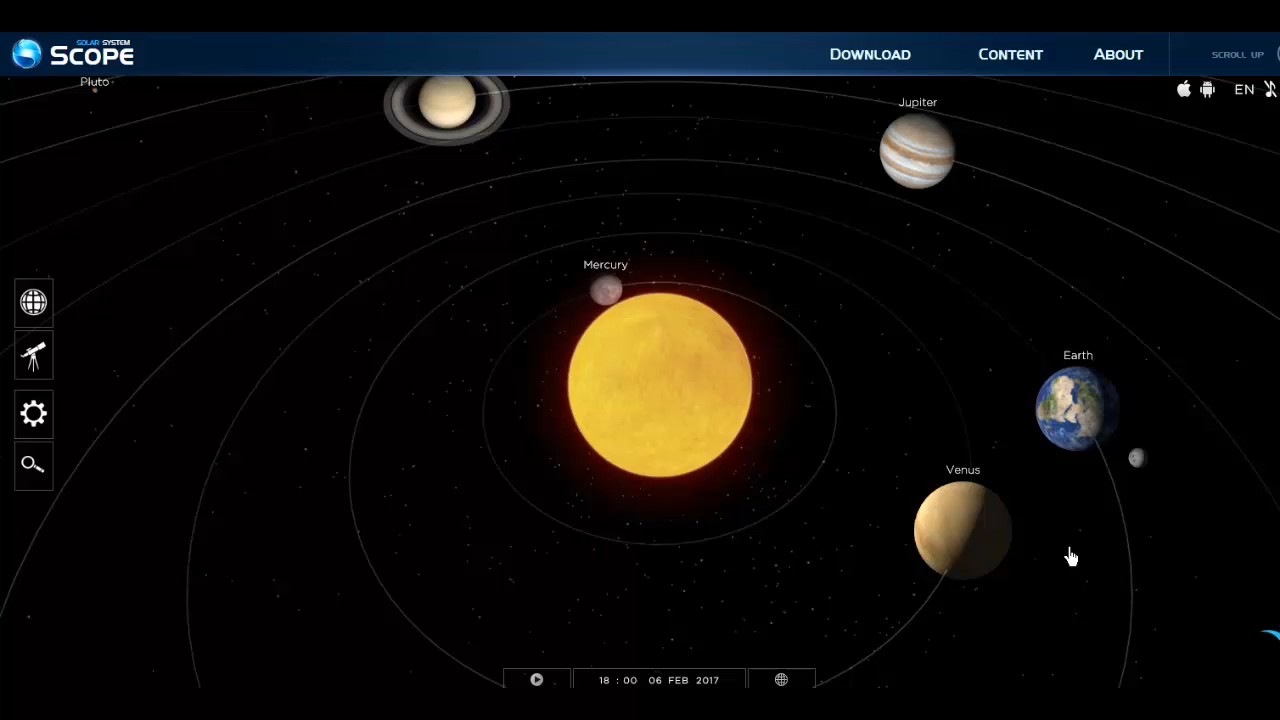 SOLAR SYSTEM
SCOPE
DOWNLOAD
CONTENT
ABOUT
SCROLL UP
Pluto
EN
Jupiter
Mercury
Earth
Venus
18 : 00 06 FEB 2017